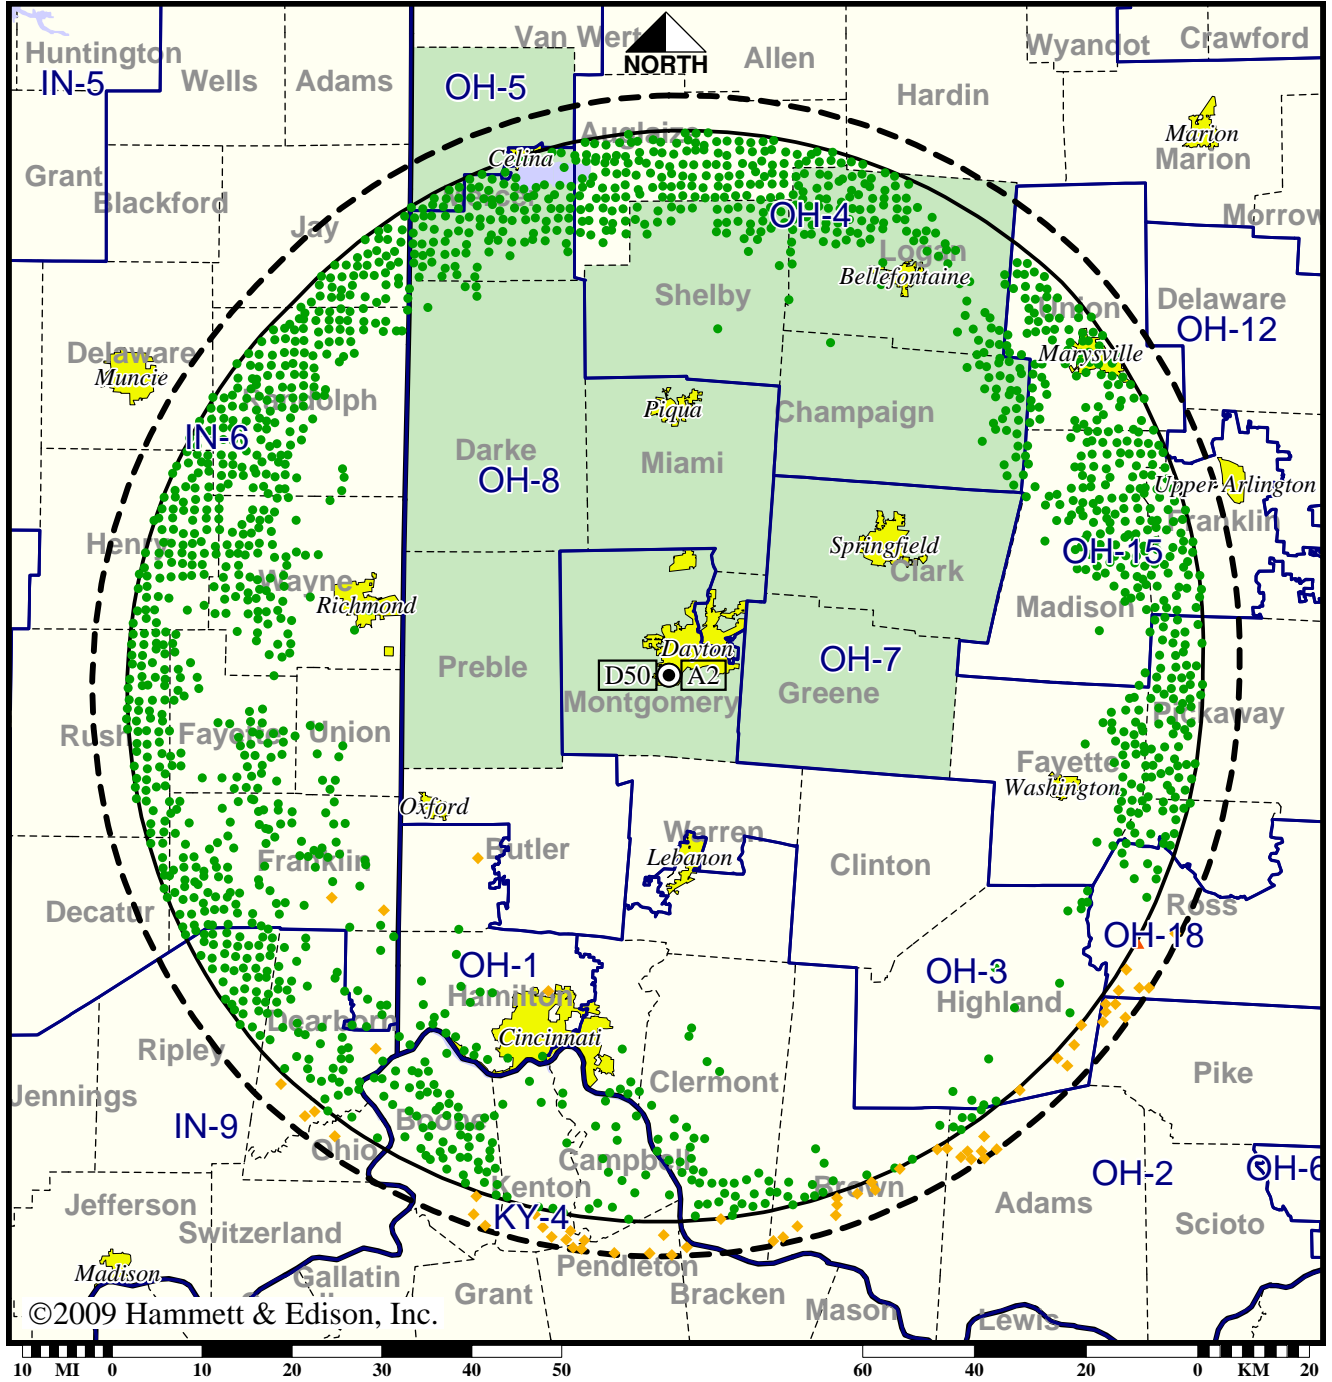 Van Wert
Huntington
IN-5
Wells
Adams
OH-5
NORTH
Allen
Wyandot
Crawford
Hardin
Marion
Marion
Auglaize
Celina
Grant
Blackford
Jay
Mercer
OH-4
Logan
Bellefontaine
Morrow
Shelby
Union
Delaware
OH-12
Marysville
Delaware
Muncie
Randolph
IN-6
Piqua
Champaign
Darke
OH-8
Miami
Upper Arlington
Franklin
Henry
Wayne
Richmond
Springfield
Clark
OH-15
Madison
Dayton
D50
A2
Preble
Montgomery
OH-7
Greene
Pickaway
Rush
Fayette
Union
Fayette
Washington
Oxford
Butler
Warren
Lebanon
Clinton
Franklin
Decatur
Ross
OH-18
OH-1
Hamilton
OH-3
Highland
Dearborn
Cincinnati
Ripley
Jennings
IN-9
Clermont
Pike
Boone
Ohio
Campbell
Kenton
KY-4
Brown
OH-2
OH-6
Adams
Scioto
Jefferson
Switzerland
Madison
Gallatin
Pendleton
Grant
Bracken
Mason
Lewis
©2009 Hammett & Edison, Inc.
10 MI 0 10 20 30 40 50 60 40 20 0 KM 20